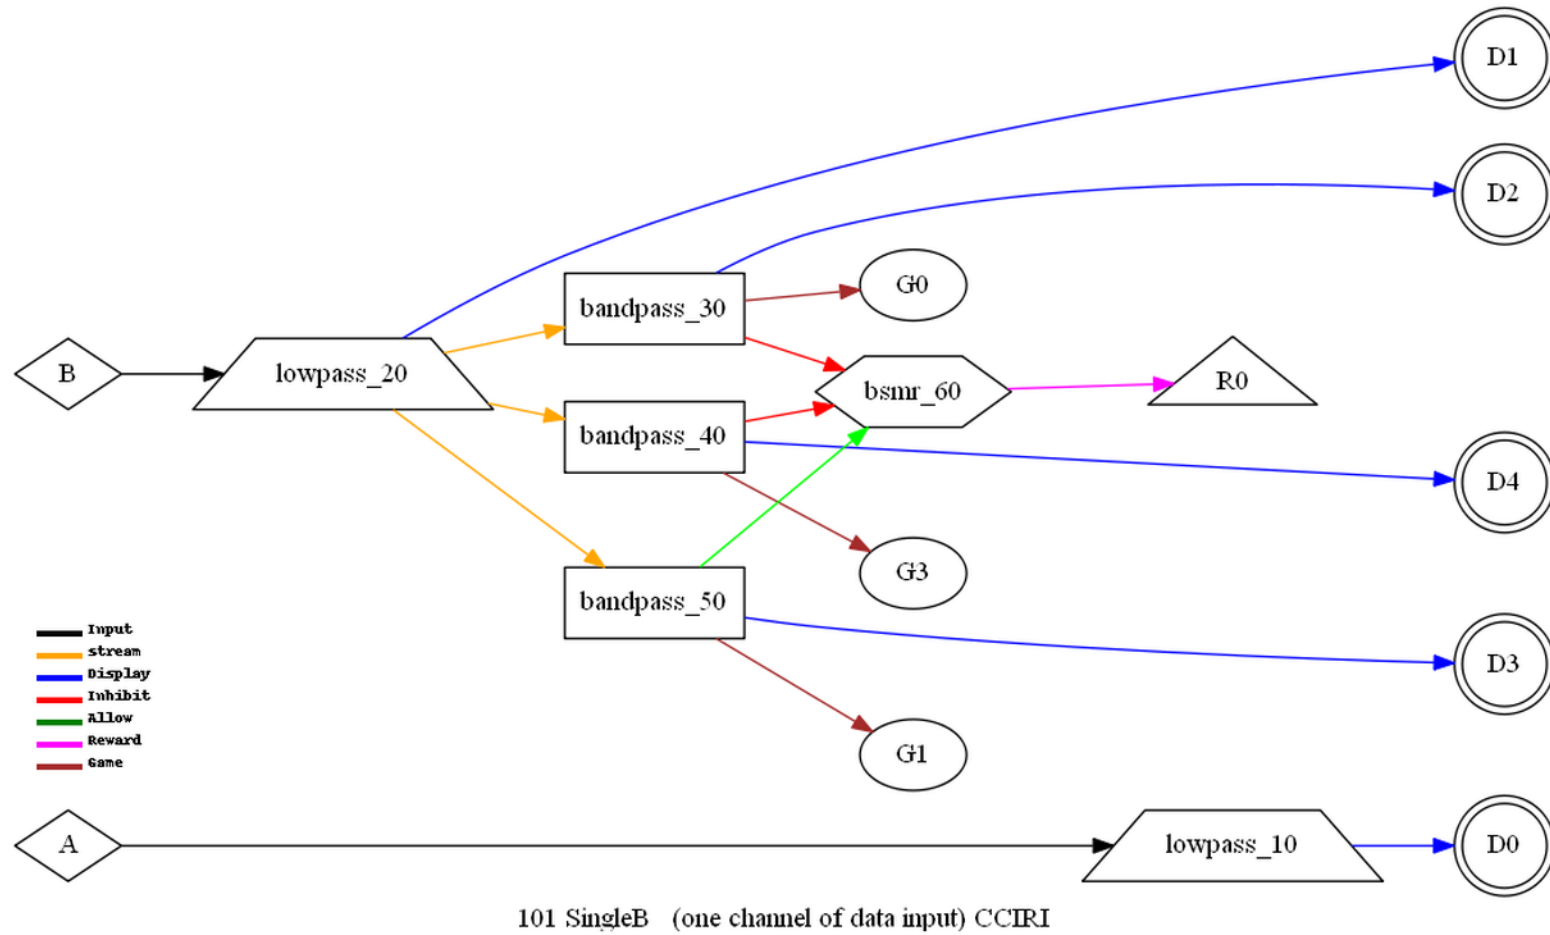 D1
D2
G0
bandpass_30
B
lowpass_20
bsmr_60
R0
bandpass_40
D4
G3
bandpass_50
D3
Input
stream
Display
Inhibit
Allow
Reward
Game
G1
A
lowpass_10
D0
101 SingleB (one channel of data input) CCIRI